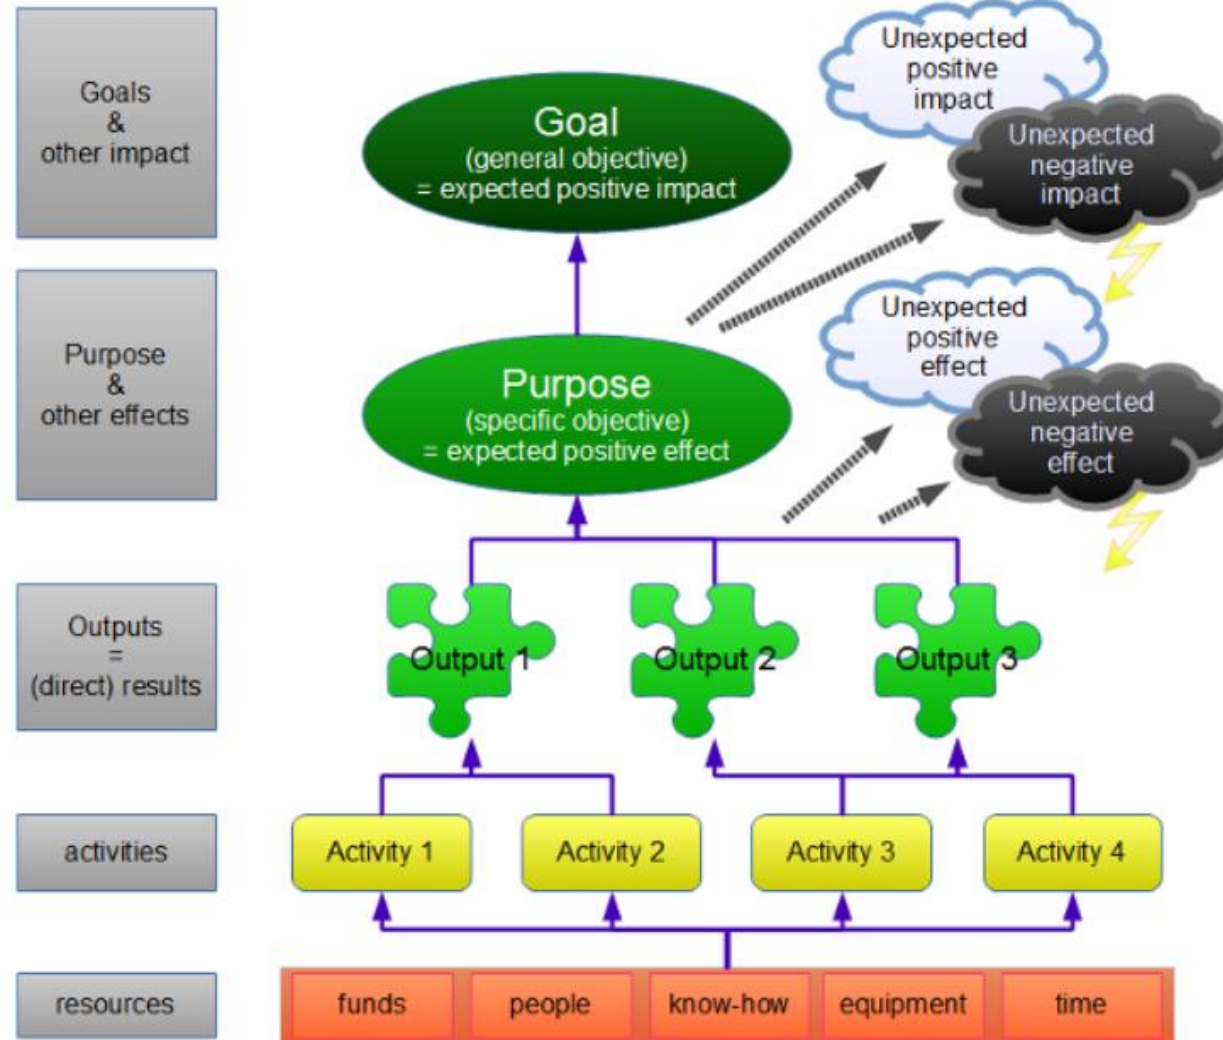 Goals
&
other impact
Goal
(general objective)
= expected positive impact
Unexpected
positive
impact
Unexpected
negative
impact
Purpose
&
other effects
Purpose
(specific objective)
= expected positive effect
Unexpected
positive
effect
Unexpected
negative
effect
Outputs
=
(direct) results
Output 1
Output 2
Output 3
activities
Activity 1
Activity 2
Activity 3
Activity 4
resources
funds
people
know-how
equipment
time